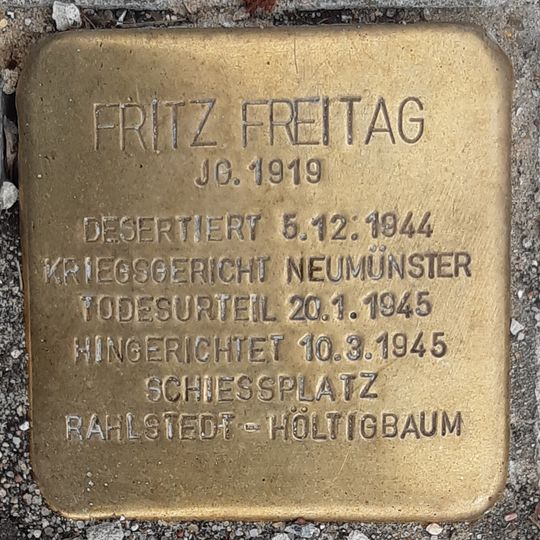 FRITZ FREITAG
JG. 1919
DESERTIERT 5.12.1944
KRIEGSGERICHT NEUMÜNSTER
TODESURTEIL 20.1.1945
HINGERICHTET 10.3.1945
SCHIESSPLATZ
RAHLSTEDT-HÖLTIGBAUM